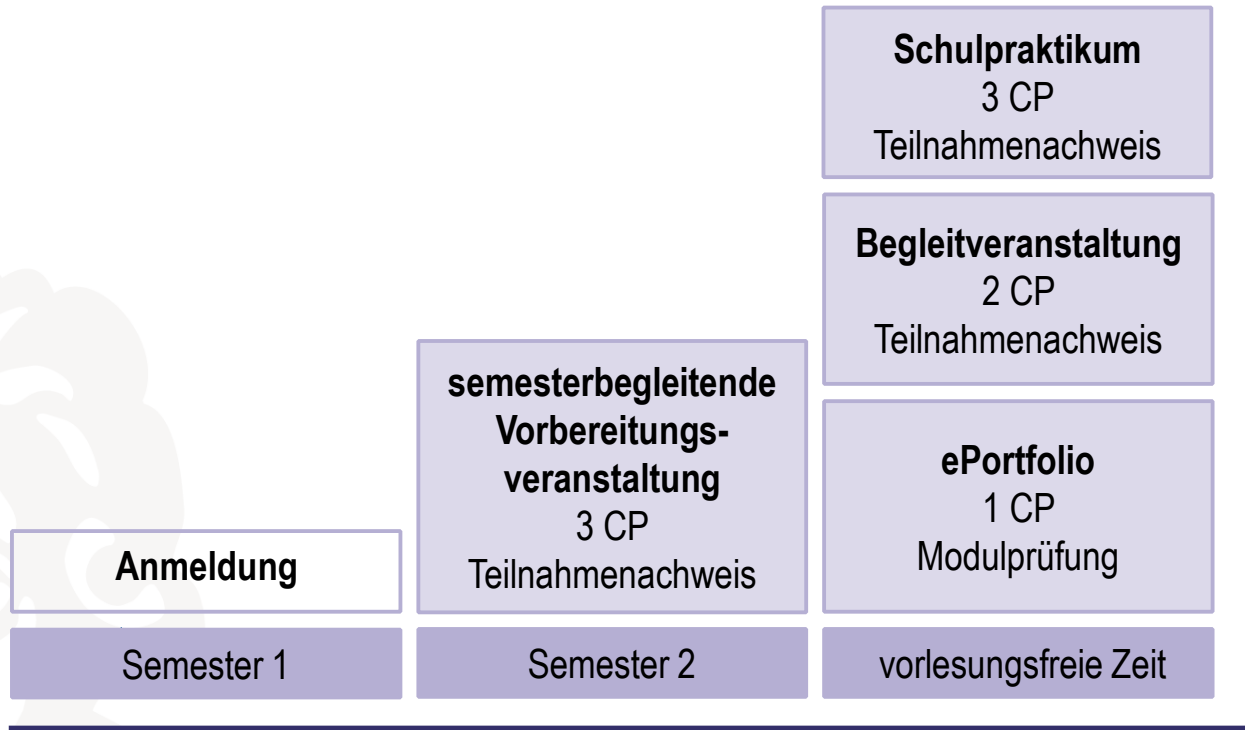 Schulpraktikum
3 CP
Teilnahmenachweis
Begleitveranstaltung
2 CP
Teilnahmenachweis
semesterbegleitende
Vorbereitungs-
veranstaltung
3 CP
Teilnahmenachweis
ePortfolio
1 CP
Modulprüfung
Anmeldung
Semester 1
Semester 2
vorlesungsfreie Zeit